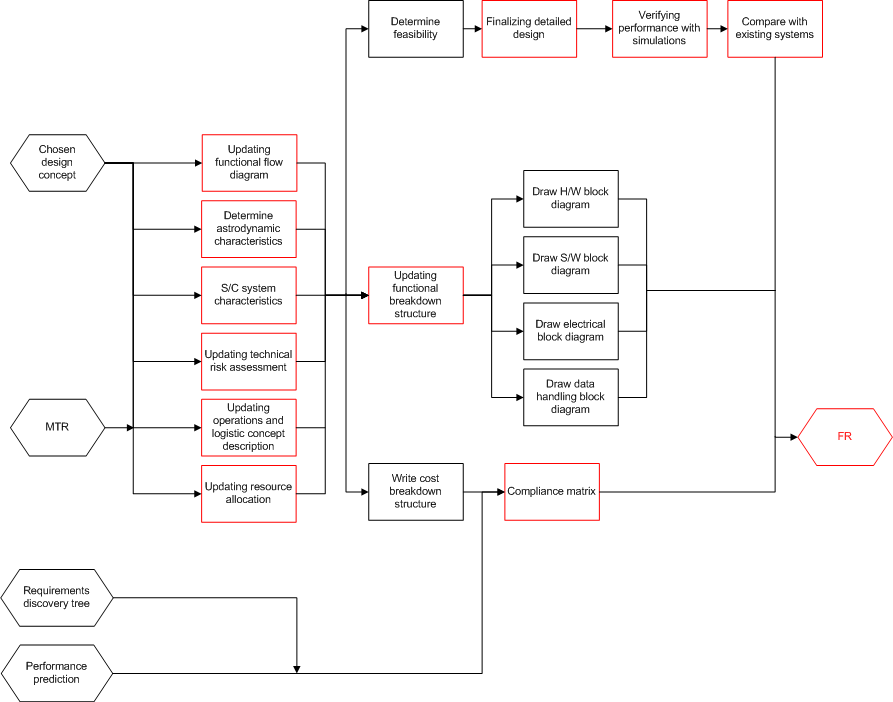 Determine
feasibility
Finalizing detailed
design
Verifying
performance with
simulations
Compare with
existing systems
Chosen
design
concept
Updating
functional flow
diagram
Determine
astrodynamic
characteristics
S/C system
characteristics
Updating technical
risk assessment
MTR
Updating
operations and
logistic concept
description
Updating resource
allocation
Updating
functional
breakdown
structure
Draw H/W block
diagram
Draw S/W block
diagram
Draw electrical
block diagram
Draw data
handling block
diagram
FR
Write cost
breakdown
structure
Compliance matrix
Requirements
discovery tree
Performance
prediction